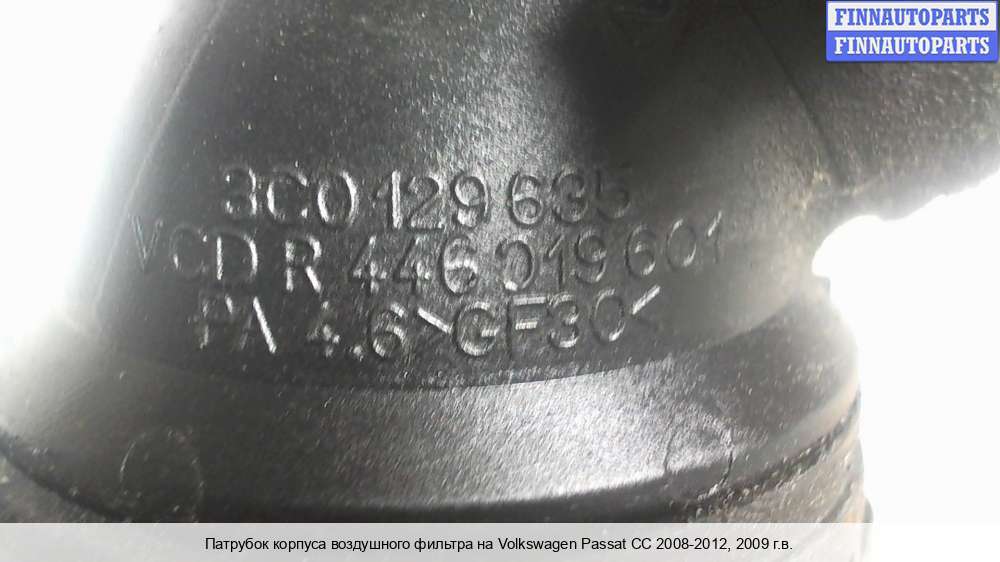 FINNAUTOPARTS
FINNAUTOPARTS
3C0 129 635
VCD R 446 019 601
PA 4.6 >GF30<
Патрубок корпуса воздушного фильтра на Volkswagen Passat CC 2008-2012, 2009 г.в.